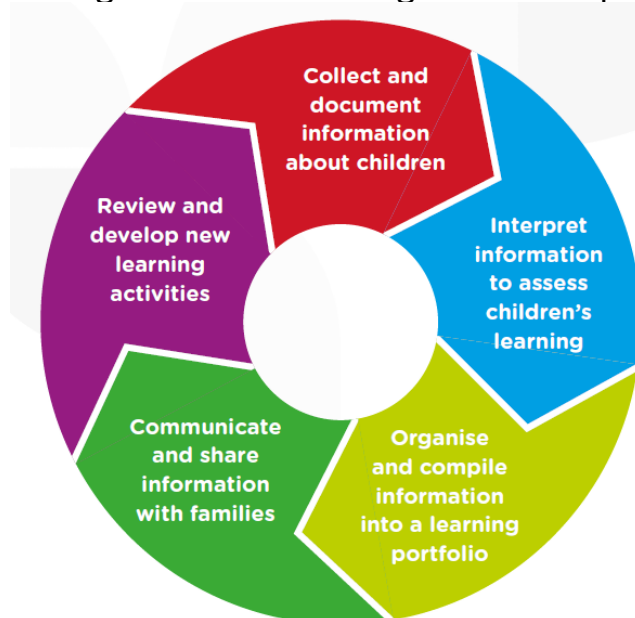 Collect and
document
information
about children
Interpret
information
to assess
children's
learning
Organise
and compile
information
into a learning
portfolio
Communicate
and share
information
with families
Review and
develop new
learning
activities